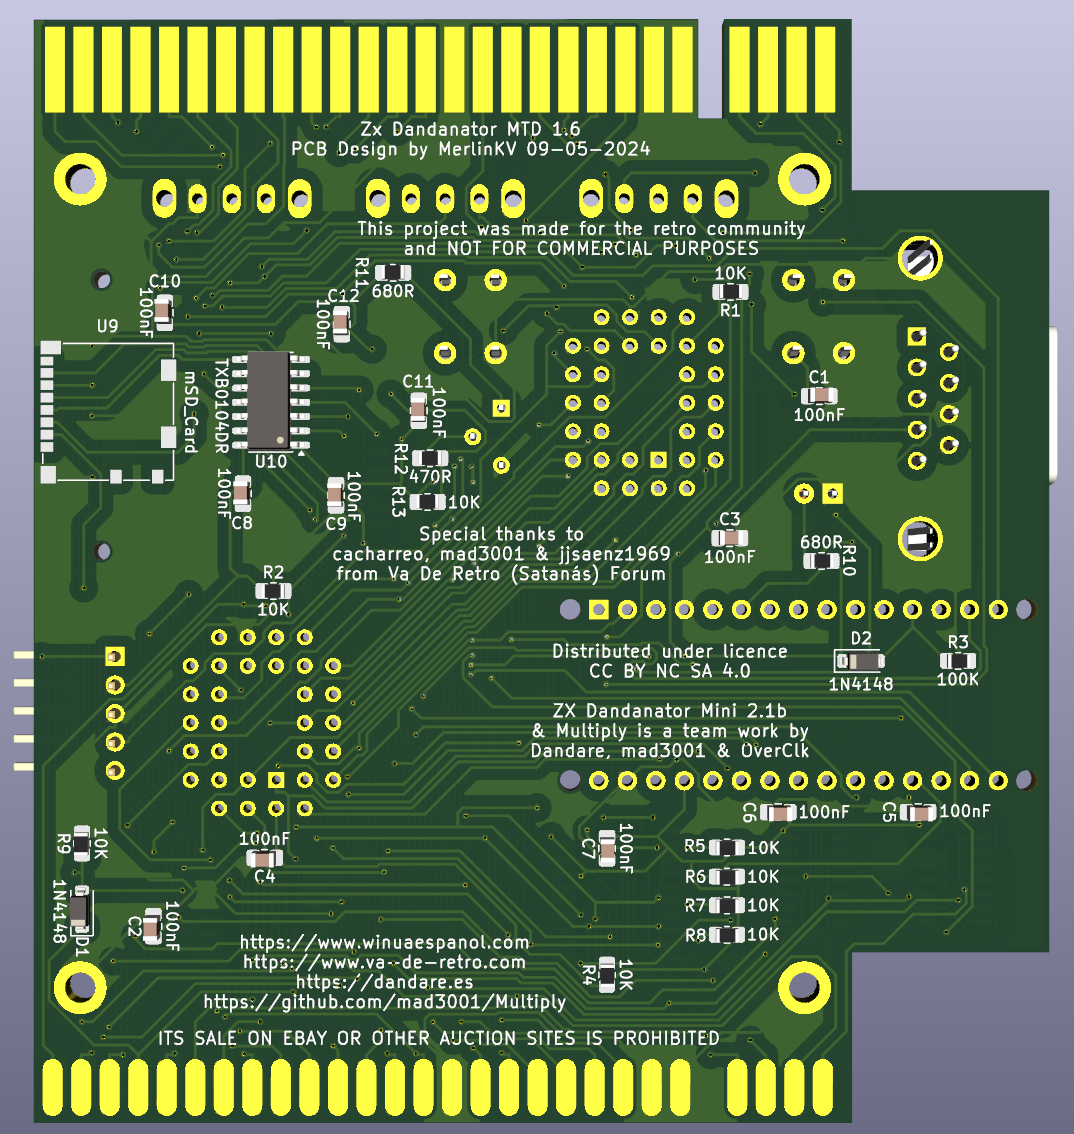 Zx Dandanator MTD 1.6
PCB Design by MerlinKV 09-05-2024
This project was made for the retro community
and NOT FOR COMMERCIAL PURPOSES
R11
680R
10K
R1
C10
100nF
C12
100nF
U9
mSD_Card
TXB0104DR
U10
C11
100nF
C1
100nF
R12
470R
R13
10K
100nF
C8
100nF
C9
Special thanks to
cacharreo, mad3001 & jjsaenz1969
from Va De Retro (Satanás) Forum
C3
100nF
680R
R10
R2
10K
Distributed under licence
CC BY NC SA 4.0
D2
1N4148
R3
100K
ZX Dandanator Mini 2.1b
& Multiply is a team work by
Dandare, mad3001 & OverClk
C6
100nF
C5
100nF
R9
10K
100nF
C4
C7
100nF
R5
10K
R6
10K
R7
10K
R8
10K
1N4148
D1
C2
100nF
R4
10K
https://www.winuaespanol.com
https://www.va-de-retro.com
https://dandare.es
https://github.com/mad3001/Multiply
ITS SALE ON EBAY OR OTHER AUCTION SITES IS PROHIBITED